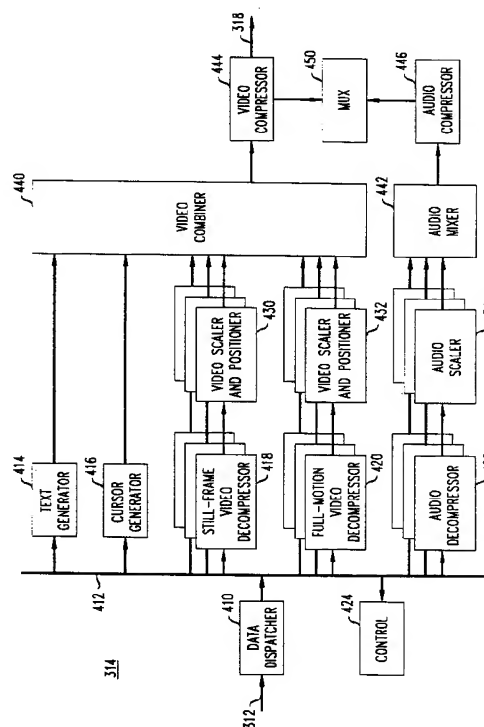 314
312
410
DATA
DISPATCHER
412
424
CONTROL
414
TEXT
GENERATOR
416
CURSOR
GENERATOR
STILL-FRAME
VIDEO
DECOMPRESSOR
418
FULL-MOTION
VIDEO
DECOMPRESSOR
420
AUDIO
DECOMPRESSOR
VIDEO SCALER
AND POSITIONER
430
VIDEO SCALER
AND POSITIONER
432
AUDIO
SCALER
440
VIDEO
COMBINER
442
AUDIO
MIXER
444
VIDEO
COMPRESSOR
318
450
MUX
446
AUDIO
COMPRESSOR